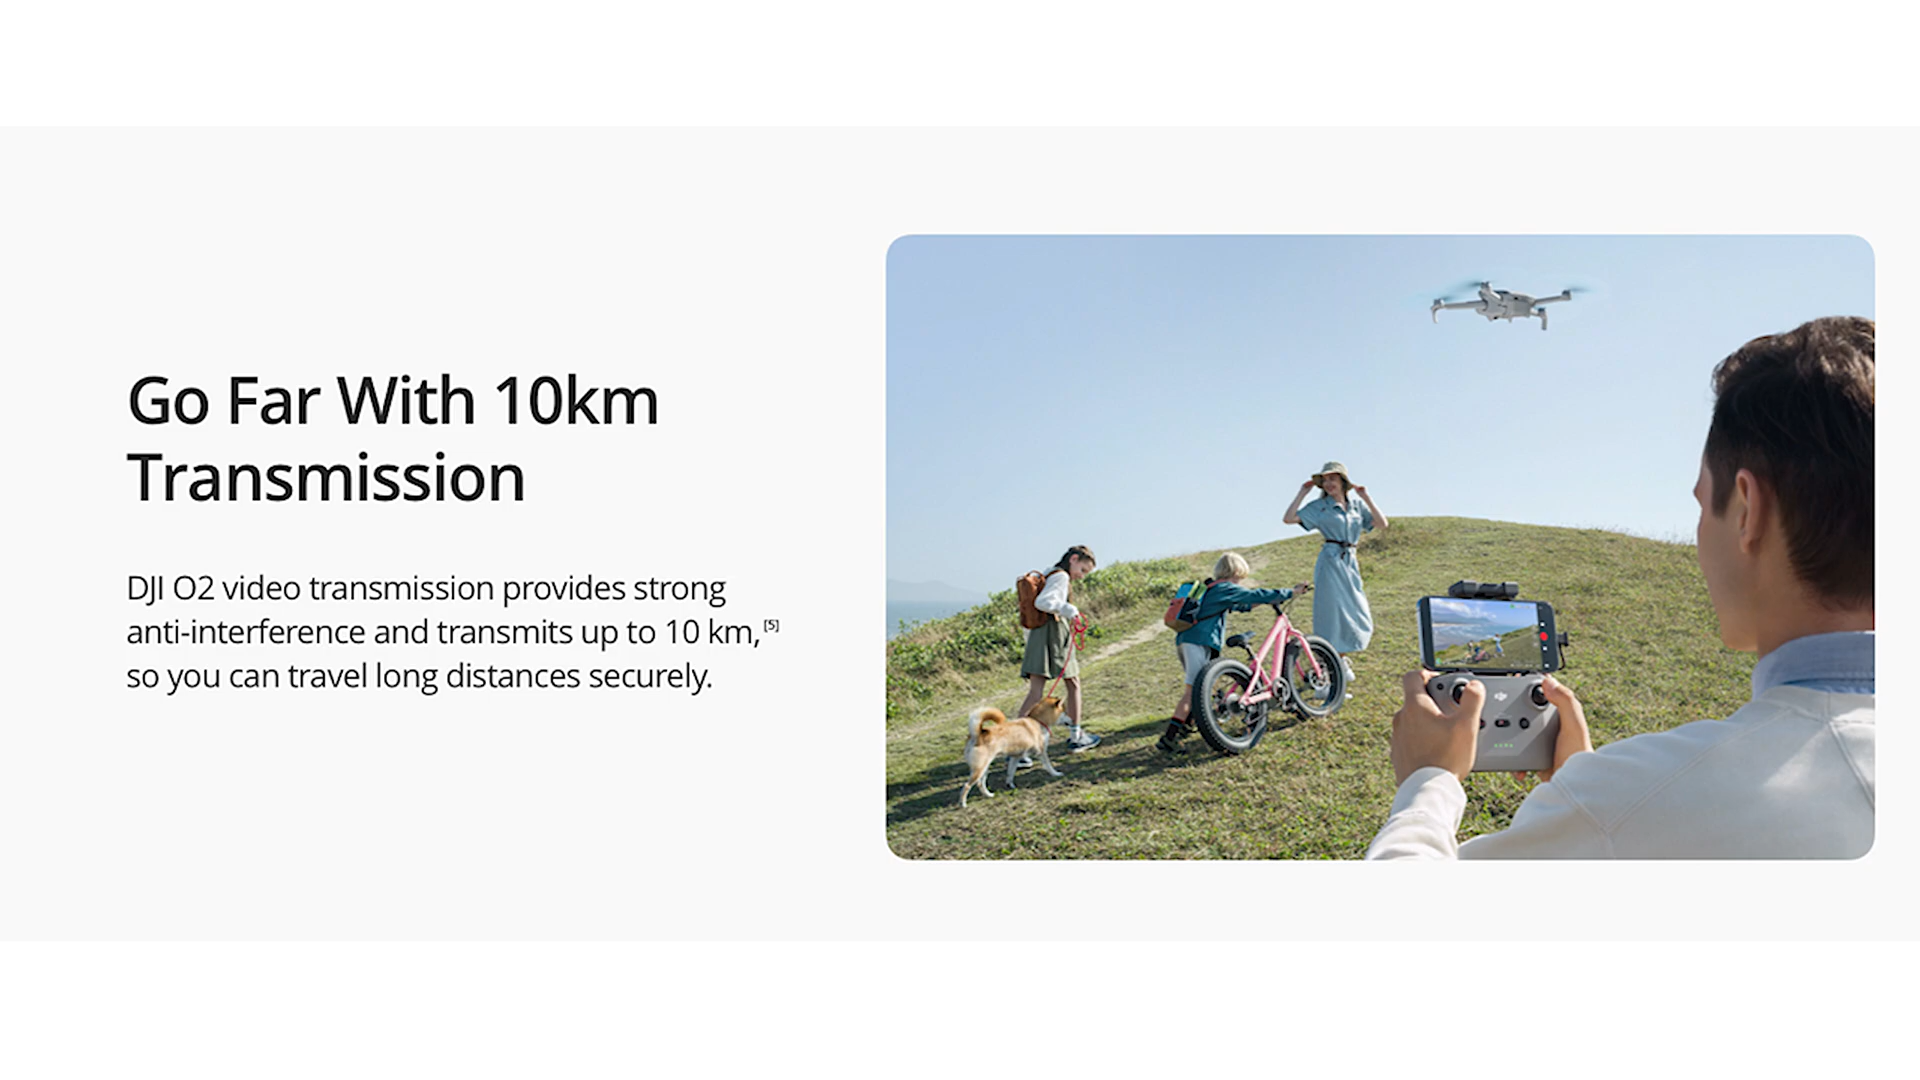 Go Far With 10km
Transmission
DJI O2 video transmission provides strong
anti-interference and transmits up to 10 km,[5]
so you can travel long distances securely.